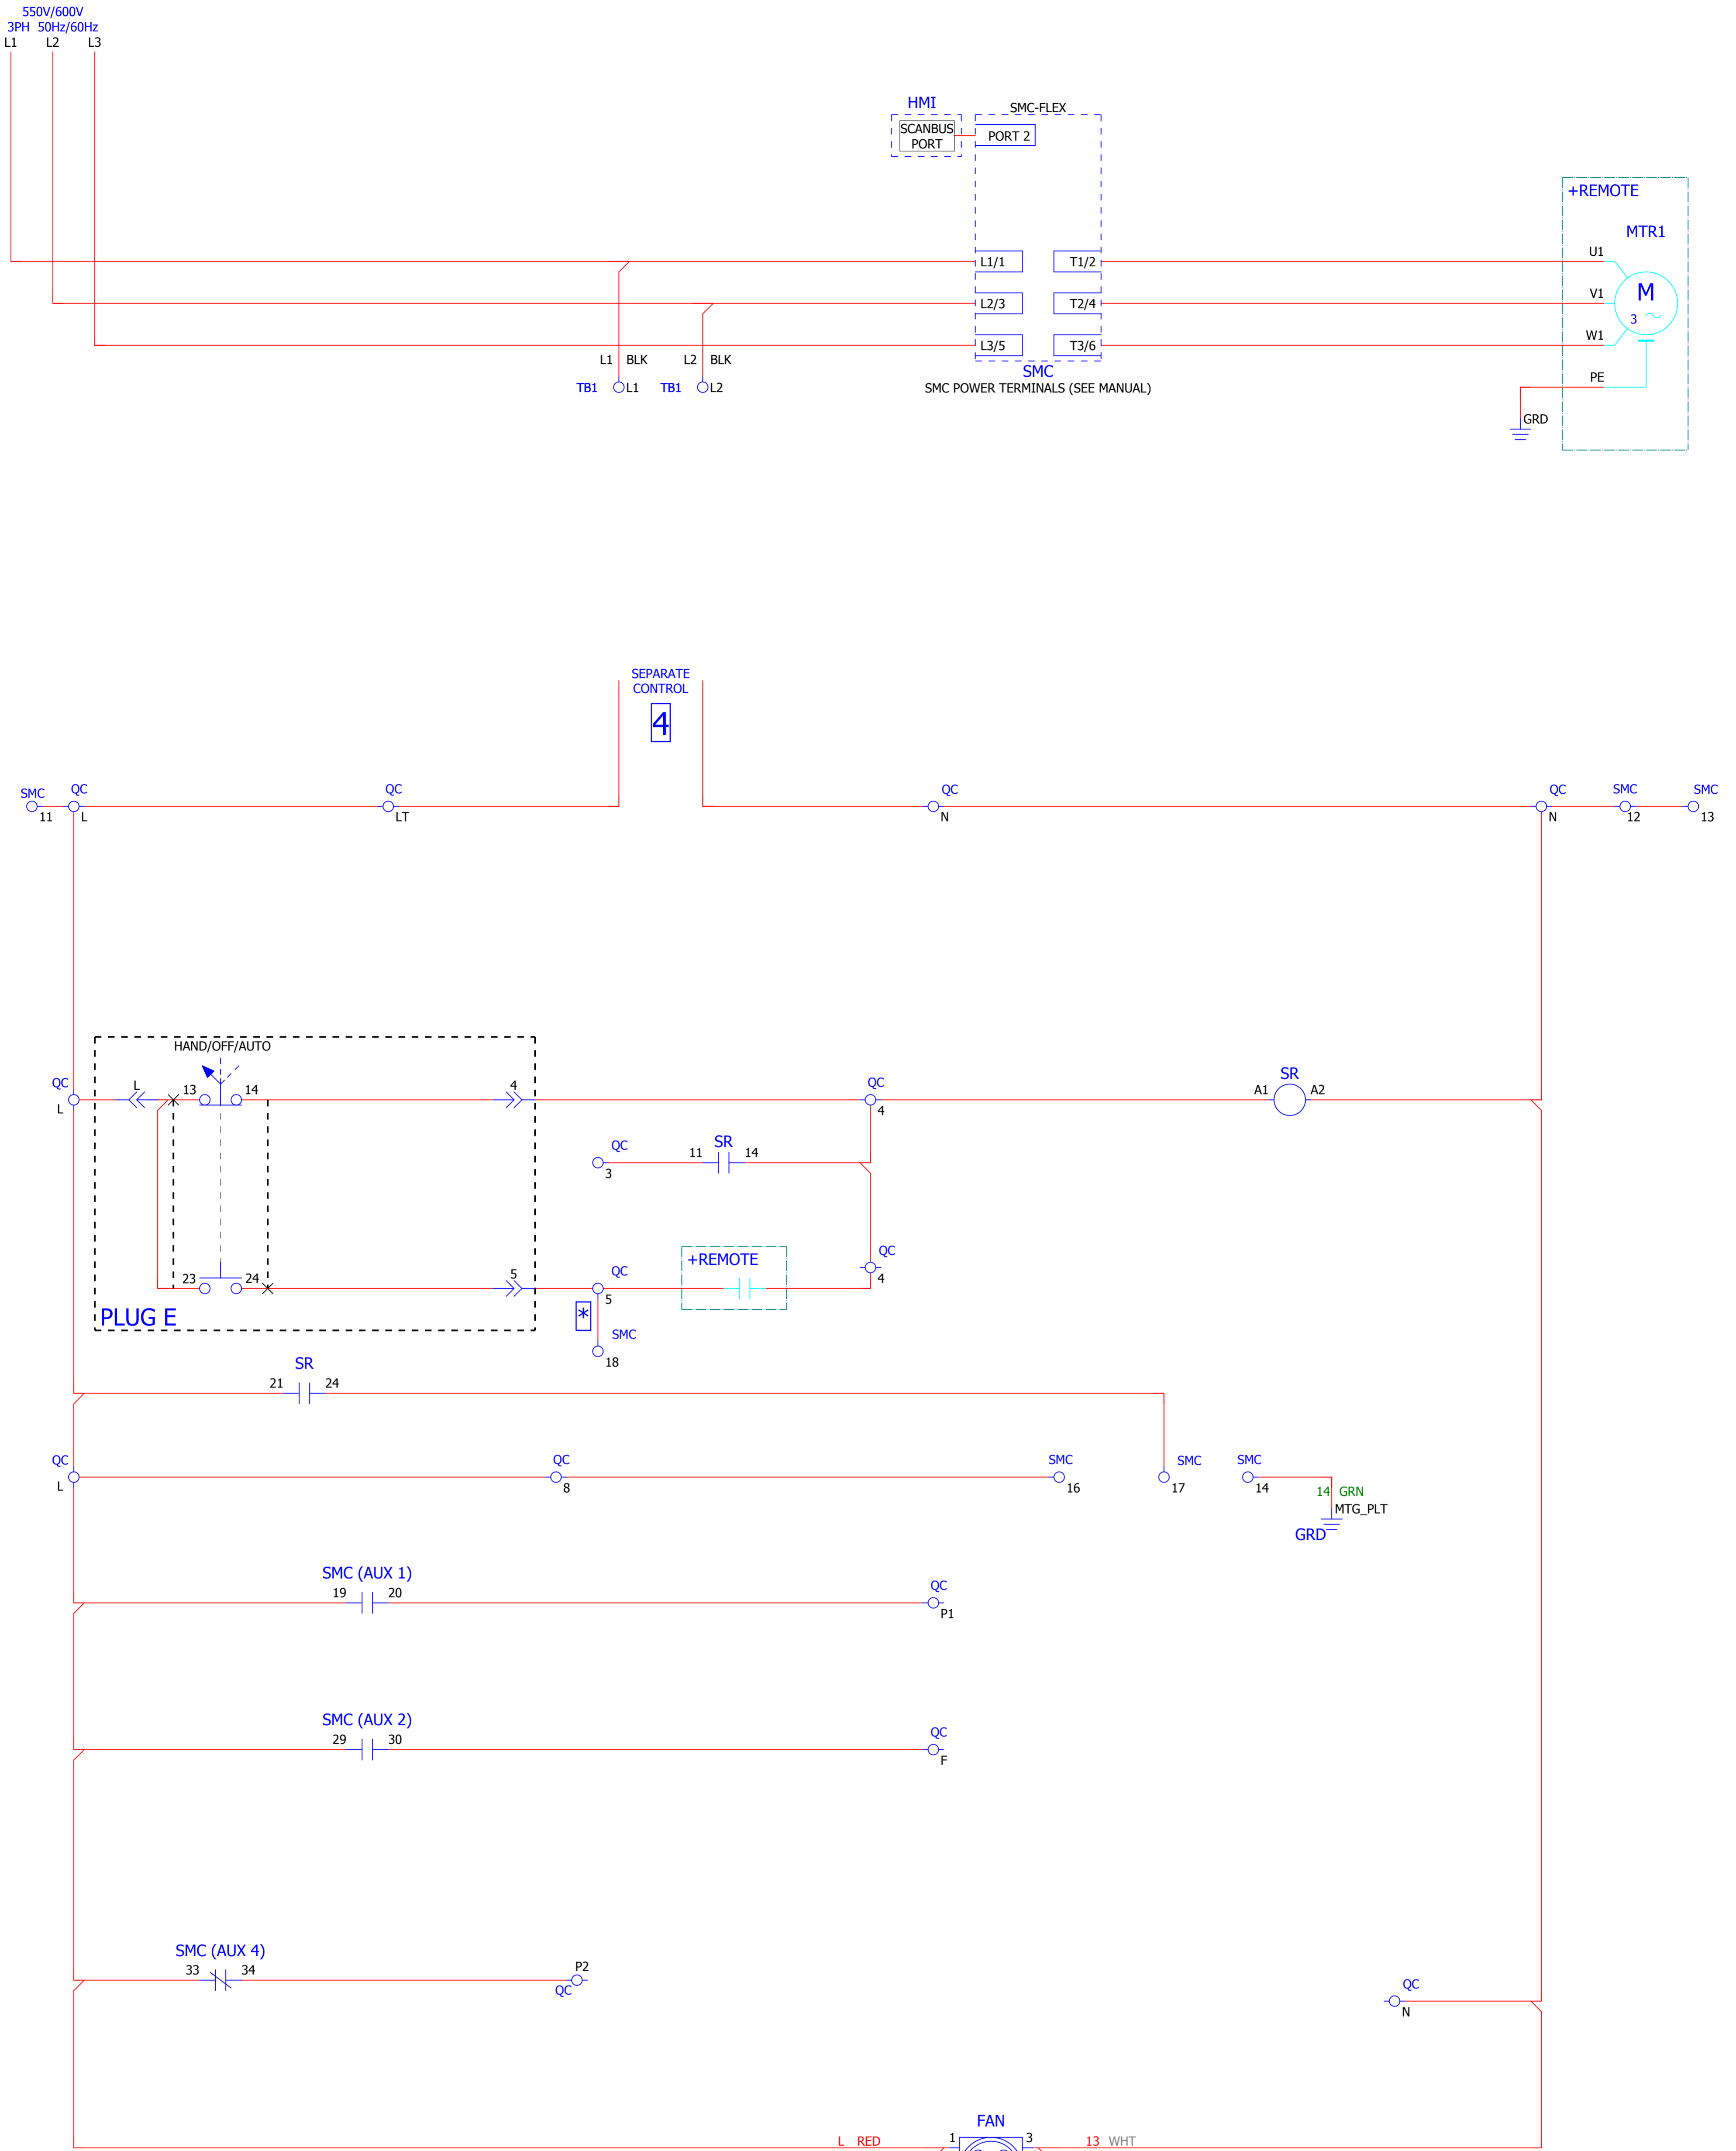 550V/600V
3PH 50Hz/60Hz
L1 L2 L3
HMI
SMC-FLEX
SCANBUS
PORT
PORT 2
+REMOTE
MTR1
L1/1 T1/2 U1
L2/3 T2/4 V1
M
3
L3/5 T3/6 W1
L1 BLK L2 BLK
TB1 L1 TB1 L2
SMC
SMC POWER TERMINALS (SEE MANUAL)
PE
GRD
SEPARATE
CONTROL
4
SMC QC QC QC QC SMC SMC
11 L LT N N 12 13
HAND/OFF/AUTO
QC L 13 14 4 QC SR
L 4 A1 A2
QC 11 SR 14
3
QC
4
+REMOTE
23 24 5 QC
5
PLUG E
*
SMC
18
SR
21 24
QC QC SMC SMC SMC
L 8 16 17 14
14 GRN
MTG_PLT
GRD
SMC (AUX 1)
19 20 QC
P1
SMC (AUX 2)
29 30 QC
F
SMC (AUX 4)
33 34 P2
QC
QC
N
FAN
L RED 1 3 13 WHT